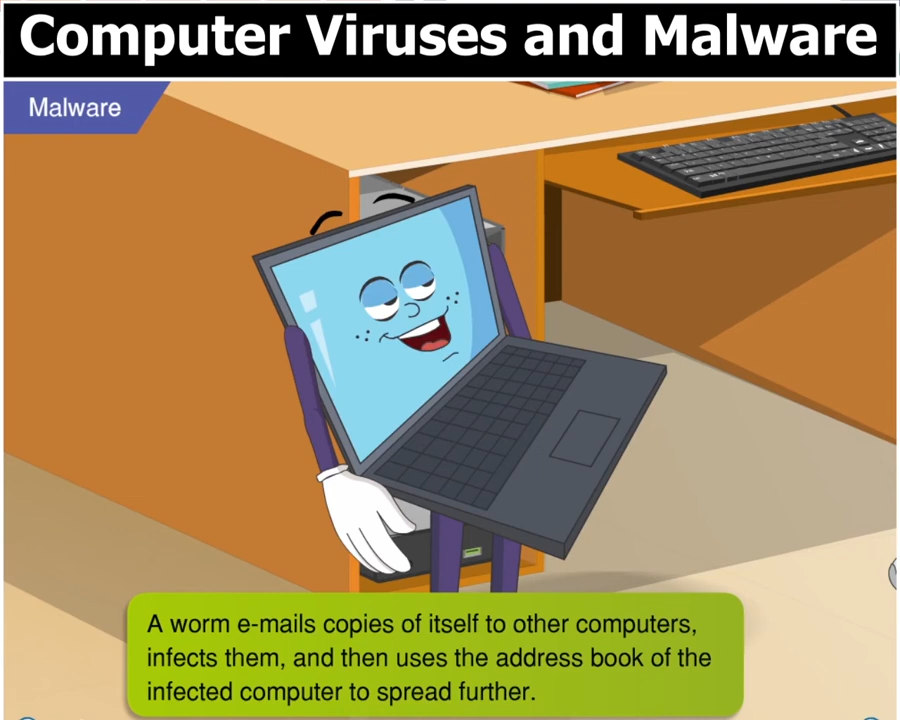 Computer Viruses and Malware
Malware
A worm e-mails copies of itself to other computers,
infects them, and then uses the address book of the
infected computer to spread further.